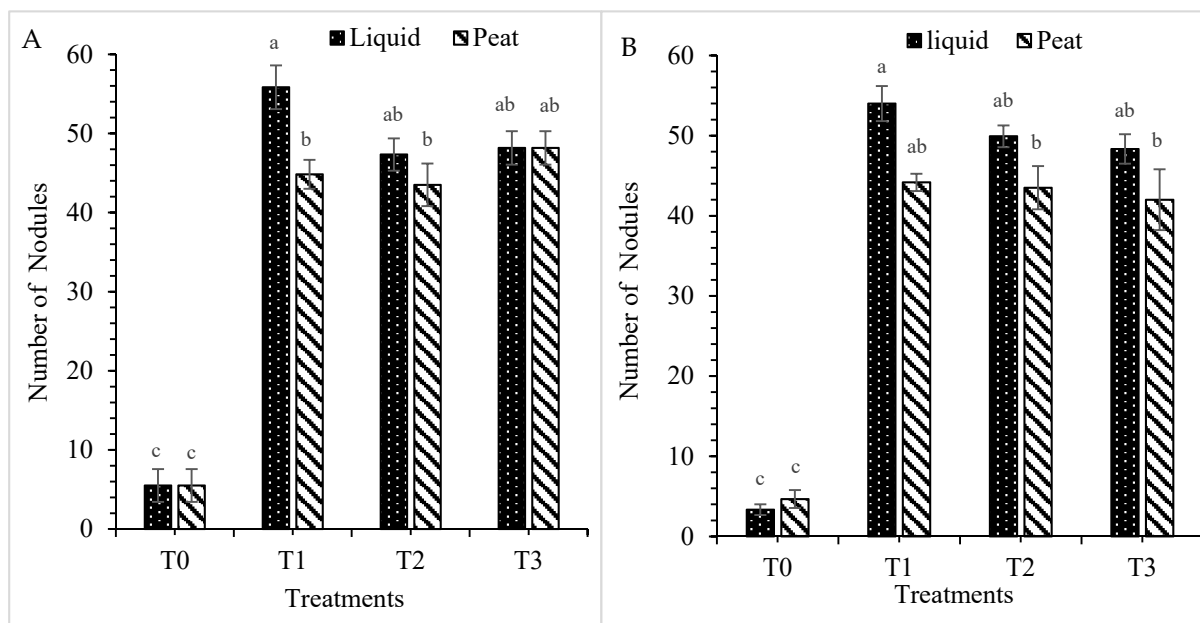 A
Liquid Peat
Number of Nodules
60
50
40
30
20
10
0
a
b
ab
b
ab
ab
c
c
T0 T1 T2 T3
Treatments
B
liquid Peat
Number of Nodules
60
50
40
30
20
10
0
a
ab
ab
b
ab
b
c
c
T0 T1 T2 T3
Treatments